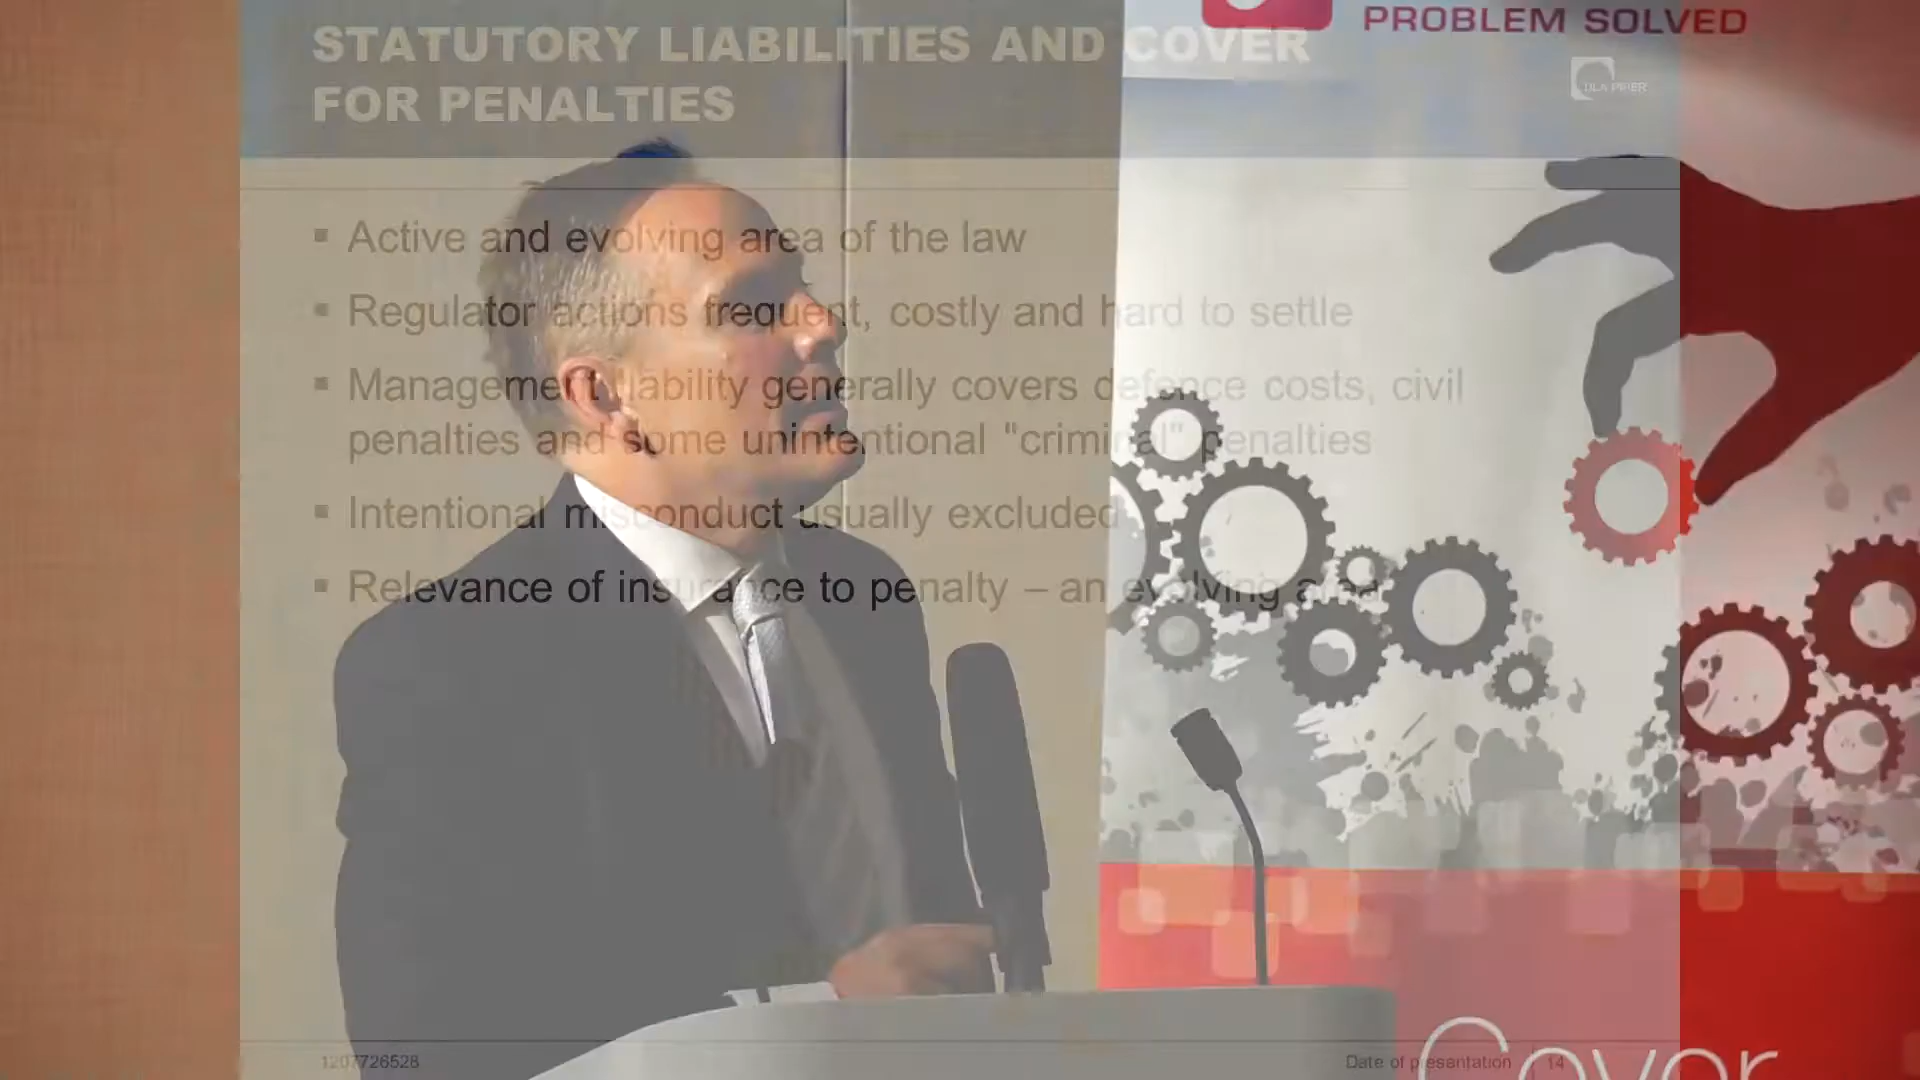 PROBLEM SOLVED
STATUTORY LIABILITIES AND COVER
FOR PENALTIES
DLA PIPER
▪ Active and evolving area of the law
▪ Regulator actions frequent, costly and hard to settle
▪ Management liability generally covers defence costs, civil
penalties and some unintentional "criminal" penalties
▪ Intentional misconduct usually excluded
▪ Relevance of insurance to penalty – an evolving area
1207726528
Date of presentation
14
Cover